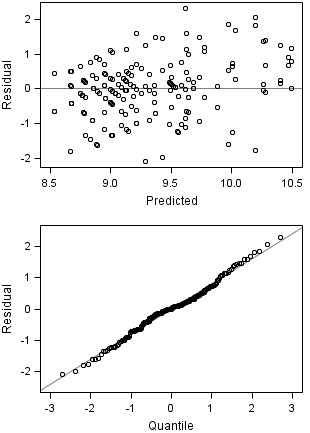 2
1
0
-1
-2
Residual
8.5 9.0 9.5 10.0 10.5
Predicted
2
1
0
-1
-2
Residual
-3 -2 -1 0 1 2 3
Quantile